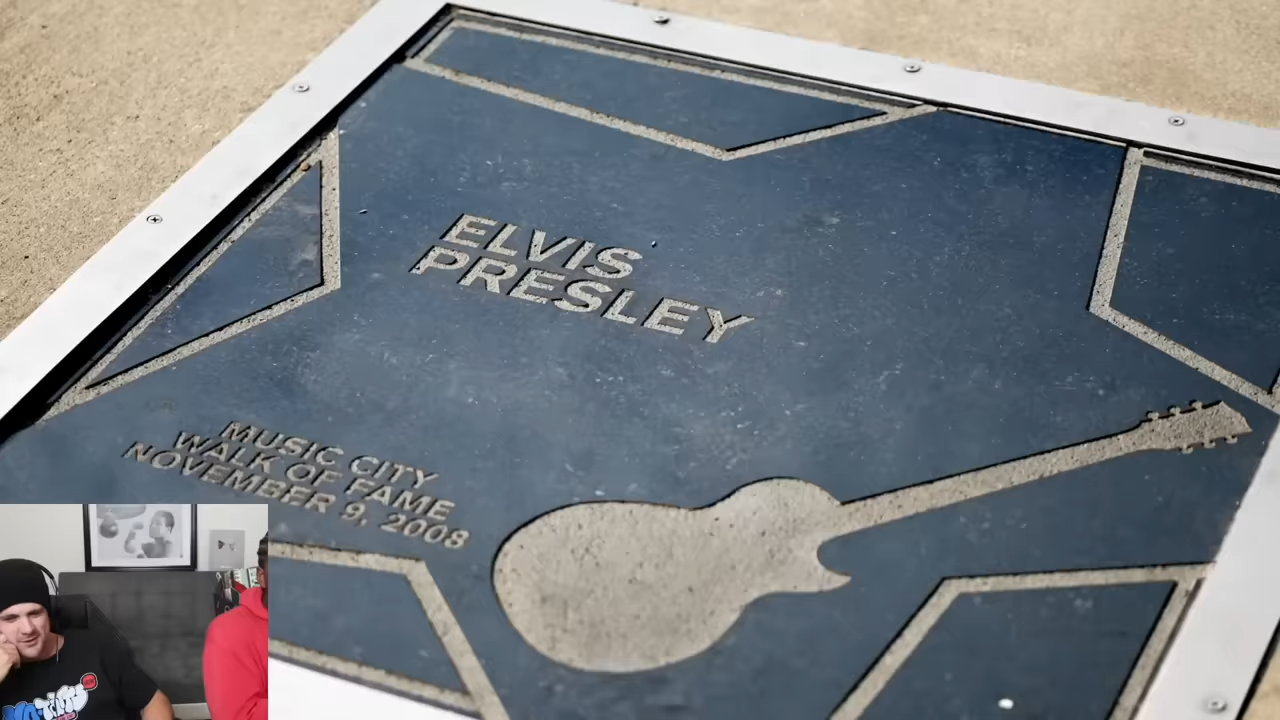 ELVIS
PRESLEY
MUSIC CITY
WALK OF FAME
NOVEMBER 9, 2008